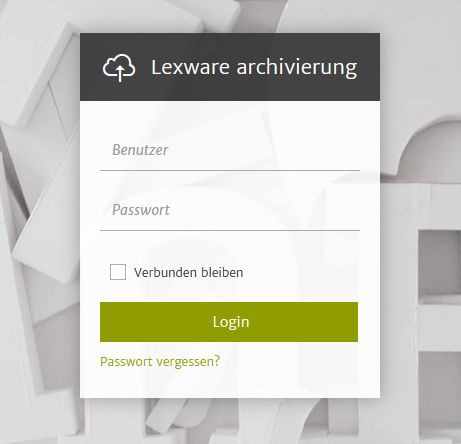 Lexware archivierung
Benutzer
Passwort
Verbunden bleiben
Login
Passwort vergessen?